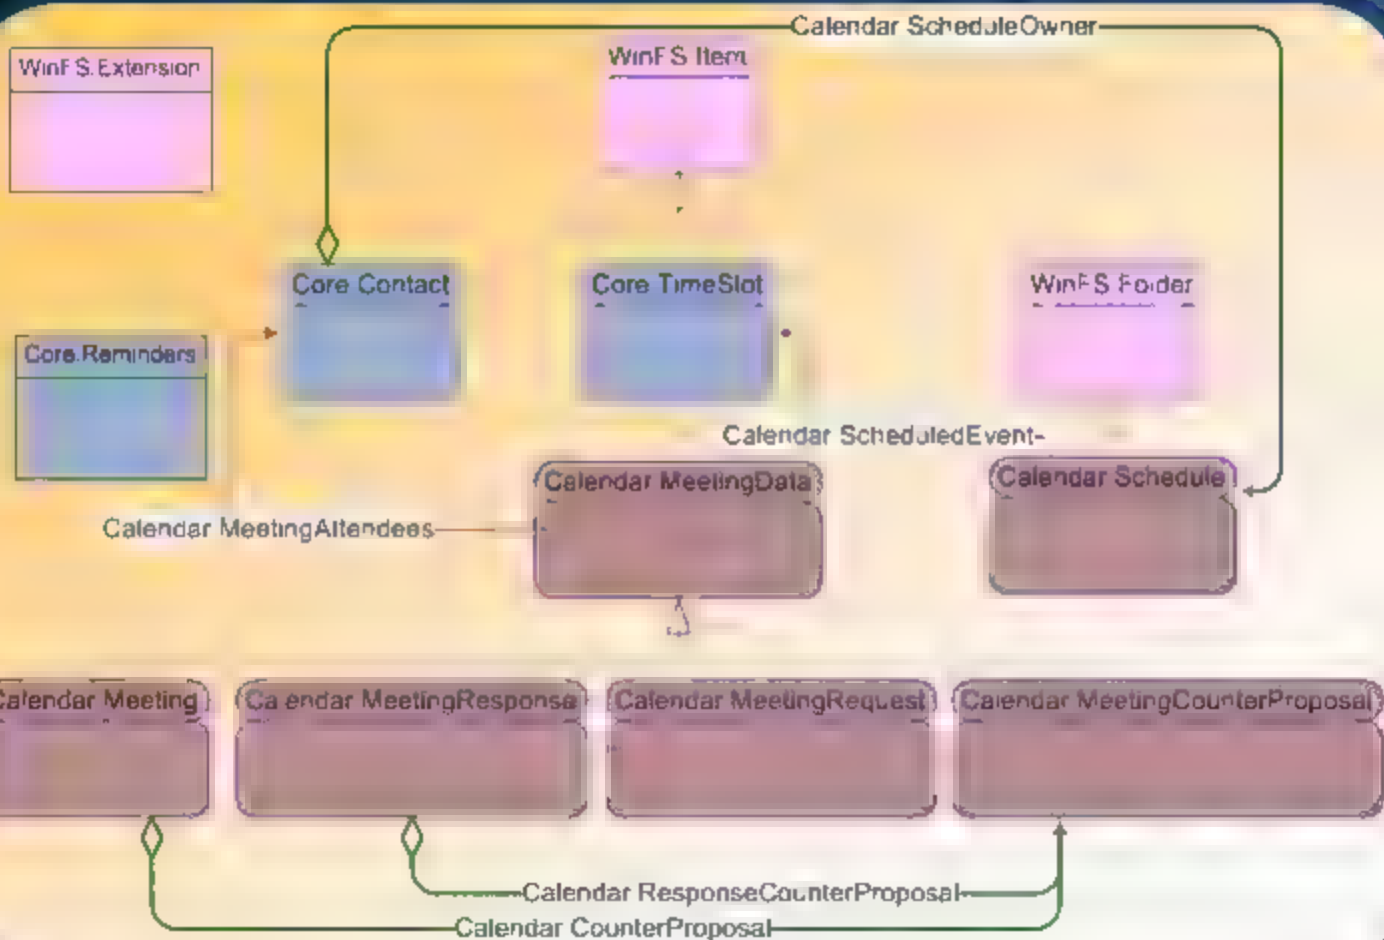 Calendar ScheduleOwner
WinFS.Extension
WinFS Item
Core Contact
Core TimeSlot
WinFS Folder
Core.Reminders
Calendar ScheduledEvent
Calendar MeetingData
Calendar Schedule
Calendar MeetingAttendees
Calendar Meeting
Calendar MeetingResponse
Calendar MeetingRequest
Calendar MeetingCounterProposal
Calendar ResponseCounterProposal
Calendar CounterProposal